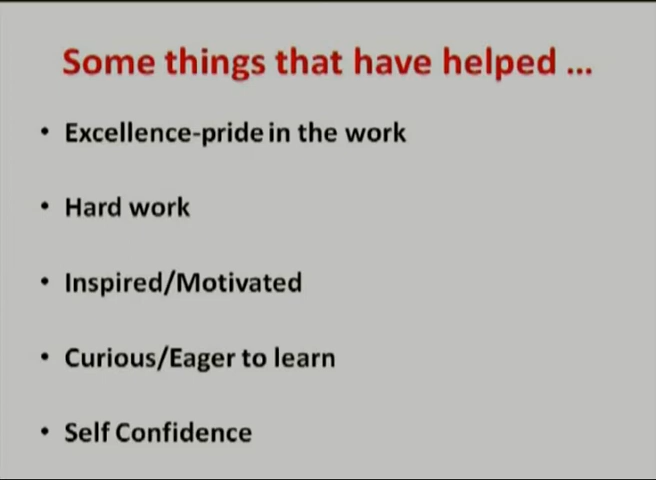 Some things that have helped ...
• Excellence-pride in the work
• Hard work
• Inspired/Motivated
• Curious/Eager to learn
• Self Confidence